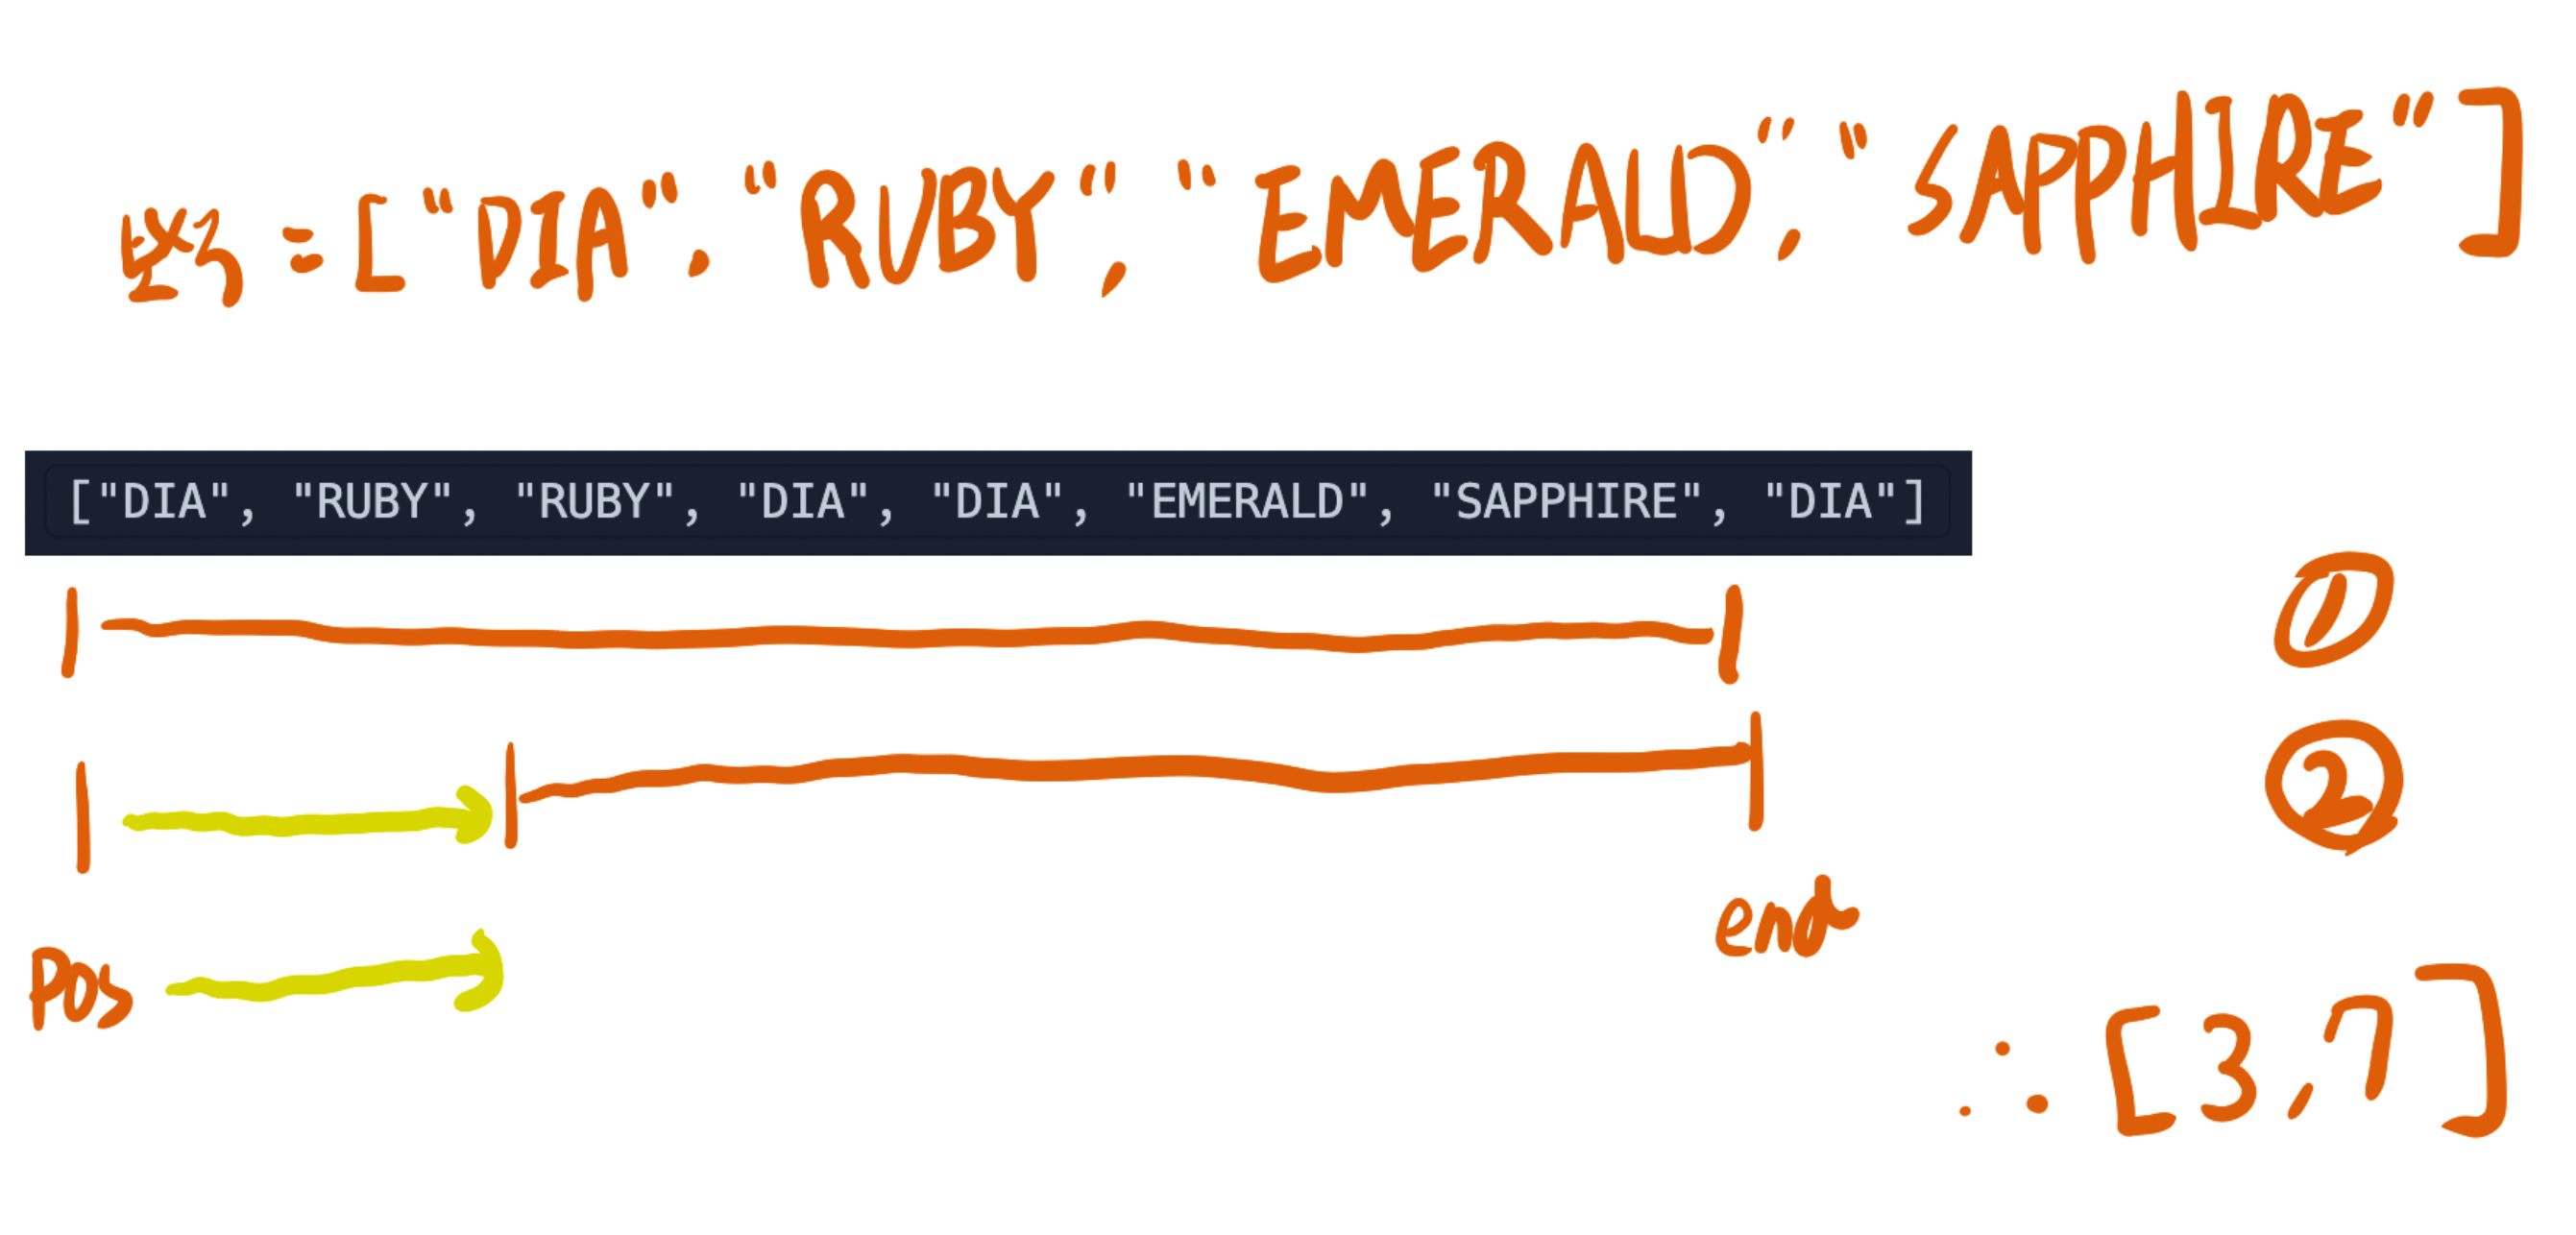 보석 = ["DIA", "RUBY", "EMERALD", "SAPPHIRE"]
["DIA", "RUBY", "RUBY", "DIA", "DIA", "EMERALD", "SAPPHIRE", "DIA"]
①
②
end
Pos
∴ [3,7]